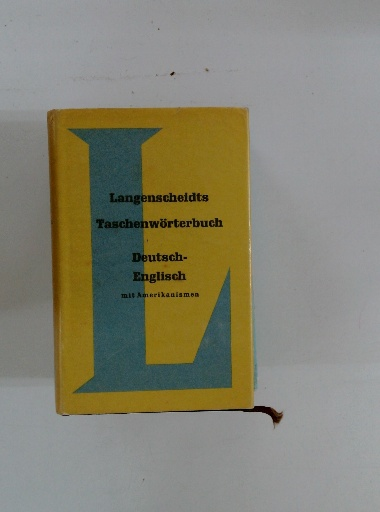 L
Langenscheidts
Taschenwörterbuch
Deutsch-
Englisch
mit Amerikanismen